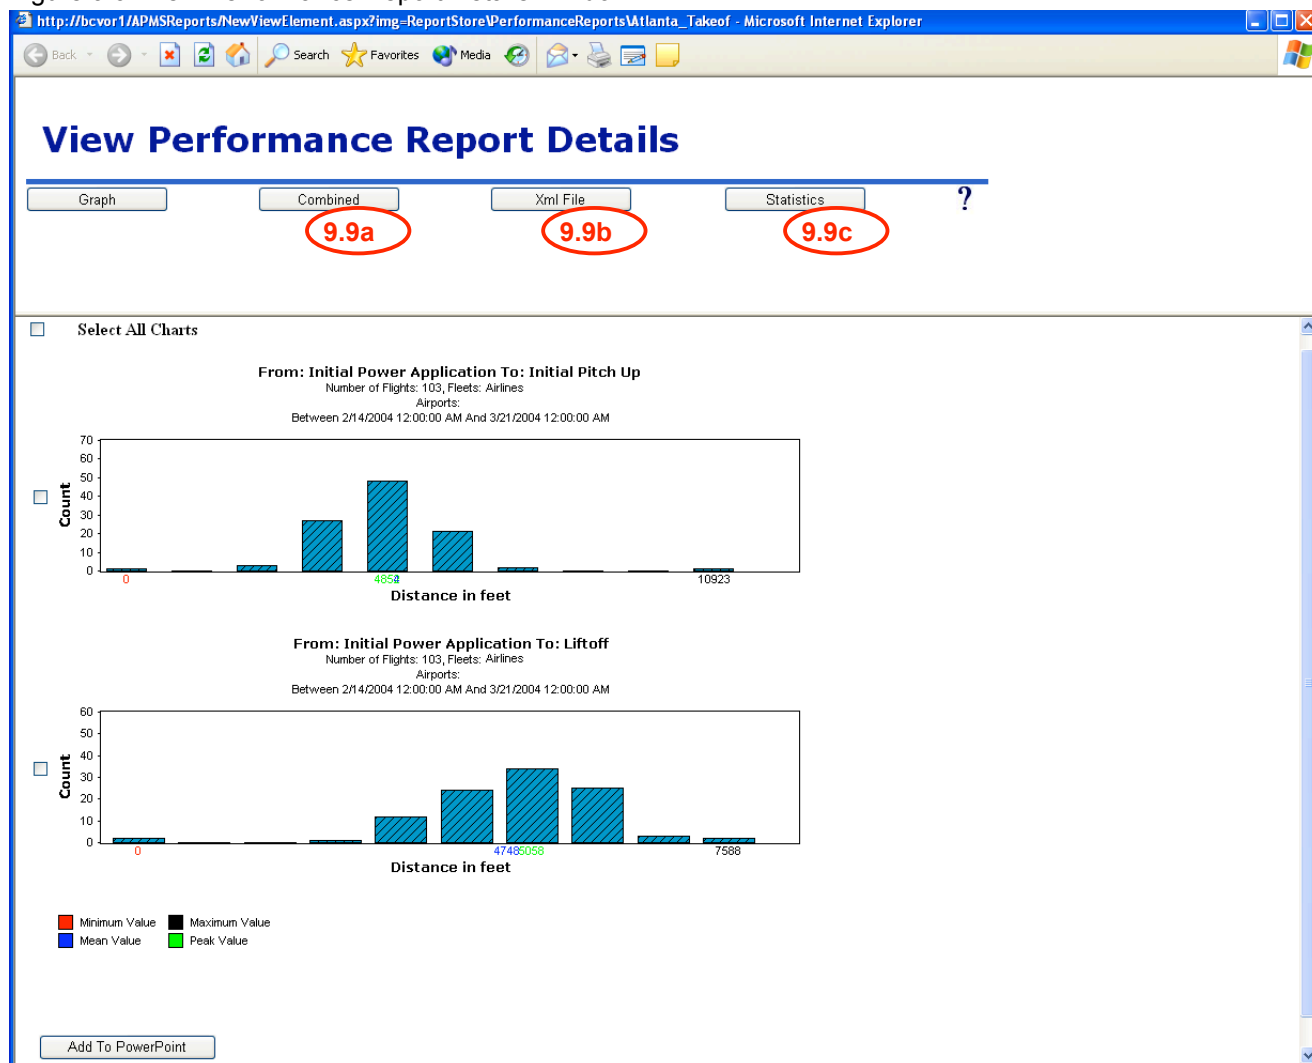 http://bcvor1/APMSReports/NewViewElement.aspx?img=ReportStore\PerformanceReports\Atlanta_Takeof - Microsoft Internet Explorer
Back Search Favorites Media
View Performance Report Details
Graph Combined Xml File Statistics ?
9.9a 9.9b 9.9c
Select All Charts
From: Initial Power Application To: Initial Pitch Up
Number of Flights: 103, Fleets: Airlines
Airports:
Between 2/14/2004 12:00:00 AM And 3/21/2004 12:00:00 AM
70
60
50
40
30
20
10
0
Count
0 10923
Distance in feet
From: Initial Power Application To: Liftoff
Number of Flights: 103, Fleets: Airlines
Airports:
Between 2/14/2004 12:00:00 AM And 3/21/2004 12:00:00 AM
60
50
40
30
20
10
0
Count
0 4748 5058 7588
Distance in feet
Minimum Value Maximum Value
Mean Value Peak Value
Add To PowerPoint